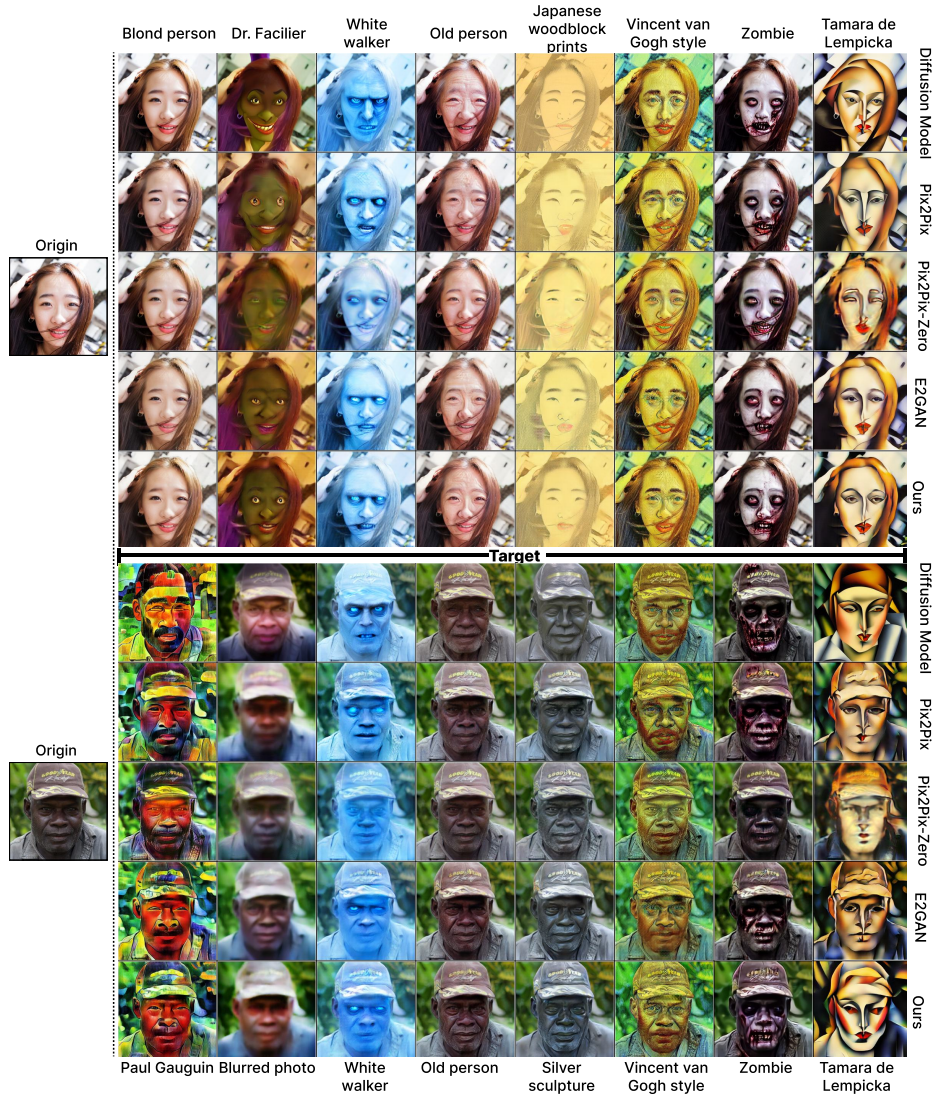 Blond person
Dr. Facilier
White
walker
Old person
Japanese
woodblock
prints
Vincent van
Gogh style
Zombie
Tamara de
Lempicka
Diffusion Model
Pix2Pix
Origin
Pix2Pix-Zero
E2GAN
Ours
Target
Diffusion Model
Pix2Pix
Origin
Pix2Pix-Zero
E2GAN
Ours
Paul Gauguin
Blurred photo
White
walker
Old person
Silver
sculpture
Vincent van
Gogh style
Zombie
Tamara de
Lempicka